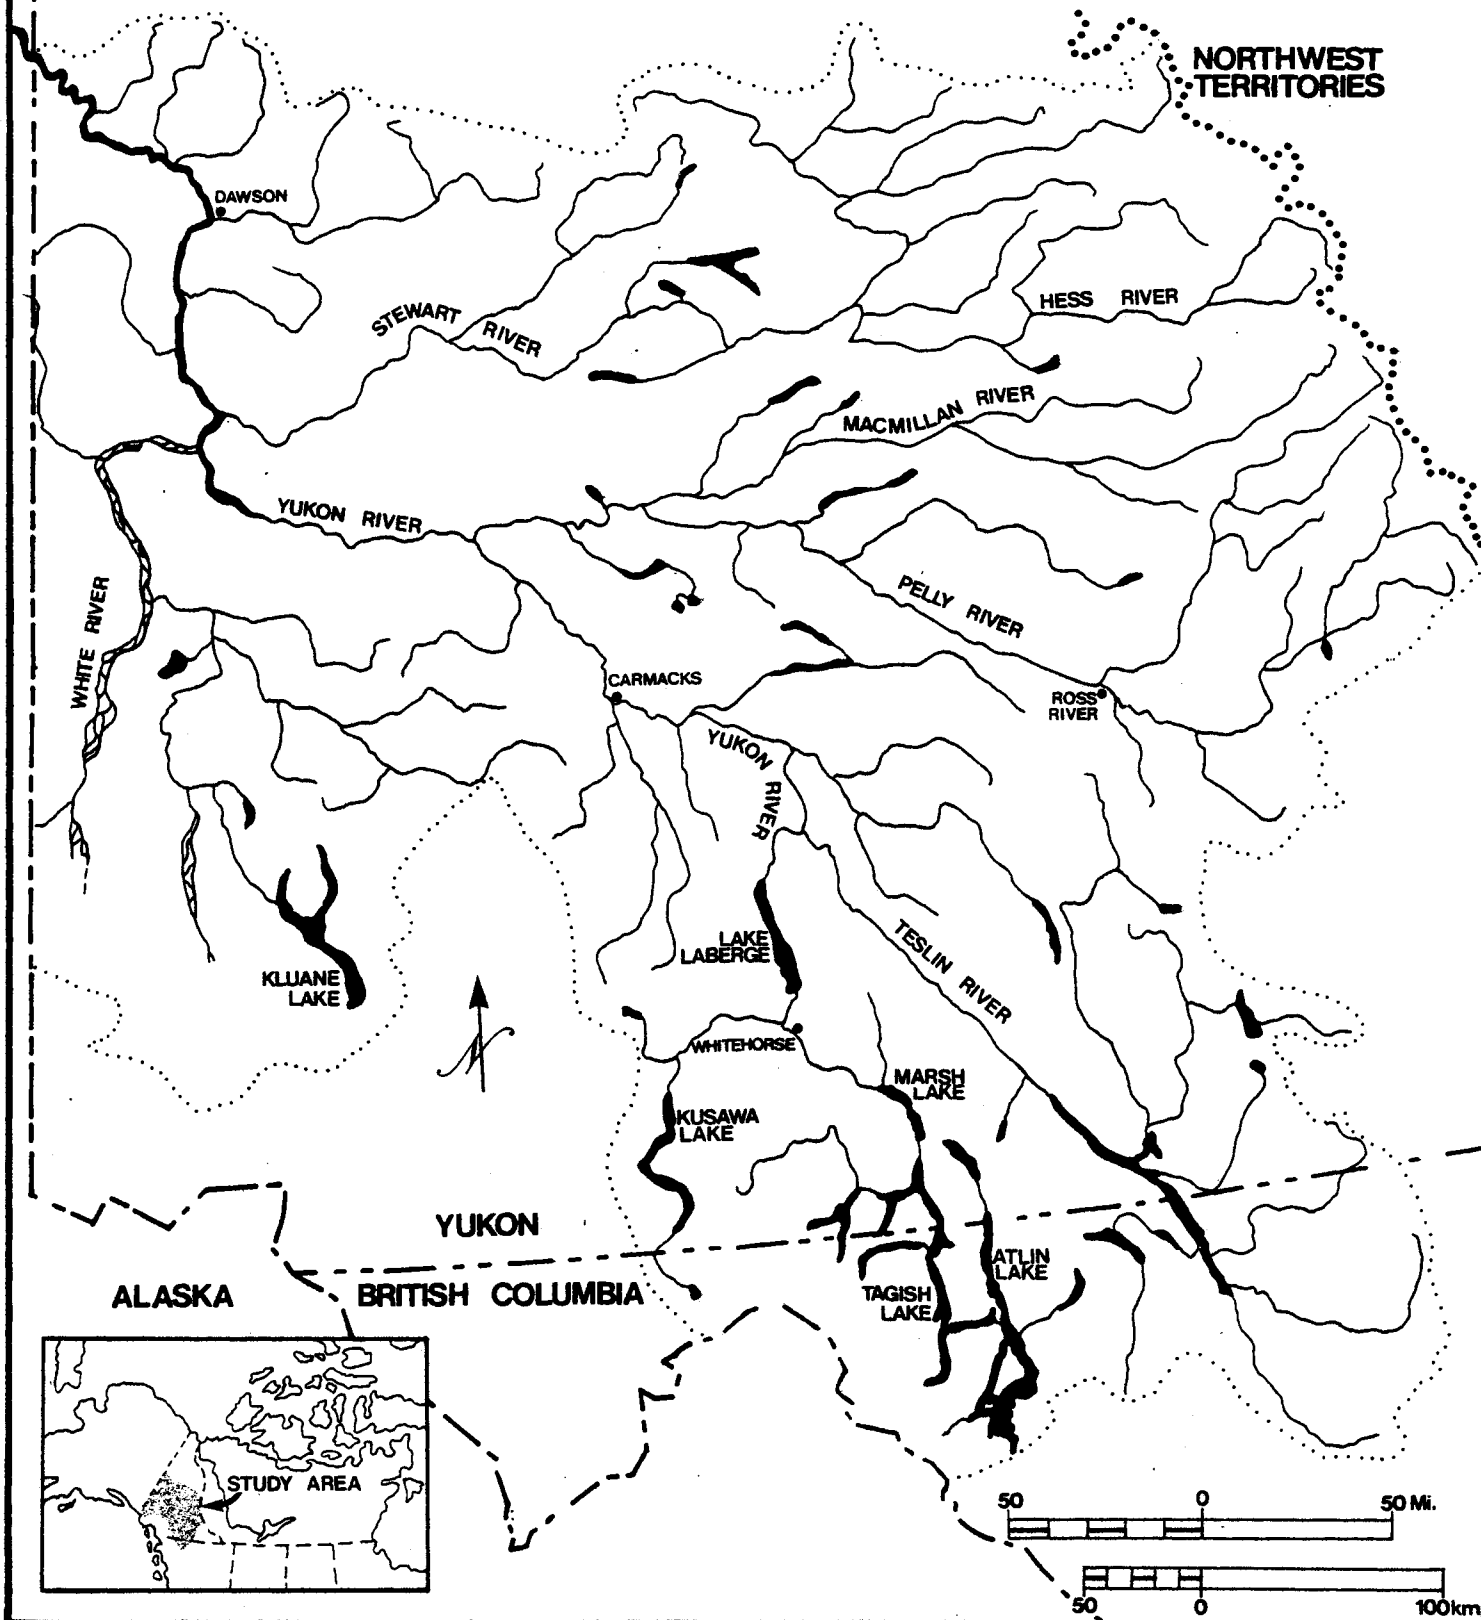 NORTHWEST
TERRITORIES
DAWSON
STEWART RIVER
HESS RIVER
MACMILLAN RIVER
YUKON RIVER
WHITE RIVER
PELLY RIVER
CARMACKS
ROSS
RIVER
YUKON RIVER
LAKE
LABERGE
TESLIN RIVER
KLUANE
LAKE
WHITEHORSE
MARSH
LAKE
KUSAWA
LAKE
YUKON
ATLIN
LAKE
ALASKA
BRITISH COLUMBIA
TAGISH
LAKE
STUDY AREA
50 0 50 Mi.
50 0 100km